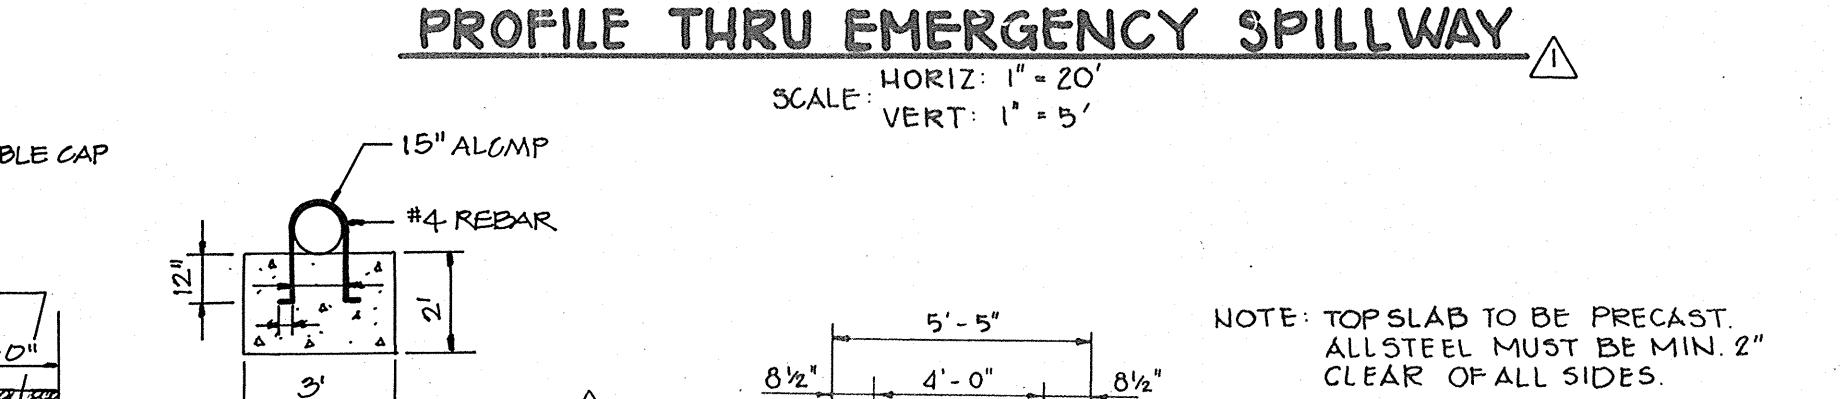 PROFILE THRU EMERGENCY SPILLWAY
1
SCALE: HORIZ: 1" = 20'
VERT: 1" = 5'
BLE CAP
15" ALCMP
#4 REBAR
12"
2'
3'
0"
5'-5"
8½" 4'-0" 8½"
NOTE: TOP SLAB TO BE PRECAST.
ALL STEEL MUST BE MIN. 2"
CLEAR OF ALL SIDES.